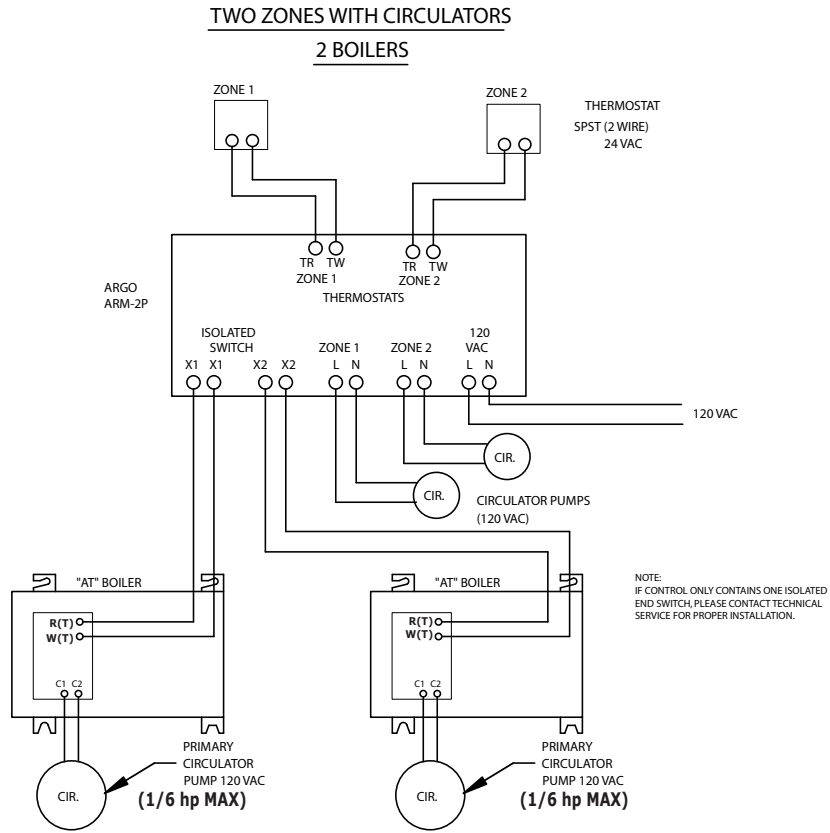 TWO ZONES WITH CIRCULATORS
2 BOILERS
ZONE 1
ZONE 2
THERMOSTAT
SPST (2 WIRE)
24 VAC
TR TW
ZONE 1
TR TW
ZONE 2
THERMOSTATS
ARGO
ARM-2P
ISOLATED
SWITCH
X1 X1 X2 X2
ZONE 1
L N
ZONE 2
L N
120
VAC
L N
120 VAC
CIR.
CIR.
CIRCULATOR PUMPS
(120 VAC)
"AT" BOILER
R(T)
W(T)
C1 C2
CIR.
PRIMARY
CIRCULATOR
PUMP 120 VAC
(1/6 hp MAX)
"AT" BOILER
R(T)
W(T)
C1 C2
CIR.
PRIMARY
CIRCULATOR
PUMP 120 VAC
(1/6 hp MAX)
NOTE:
IF CONTROL ONLY CONTAINS ONE ISOLATED
END SWITCH, PLEASE CONTACT TECHNICAL
SERVICE FOR PROPER INSTALLATION.